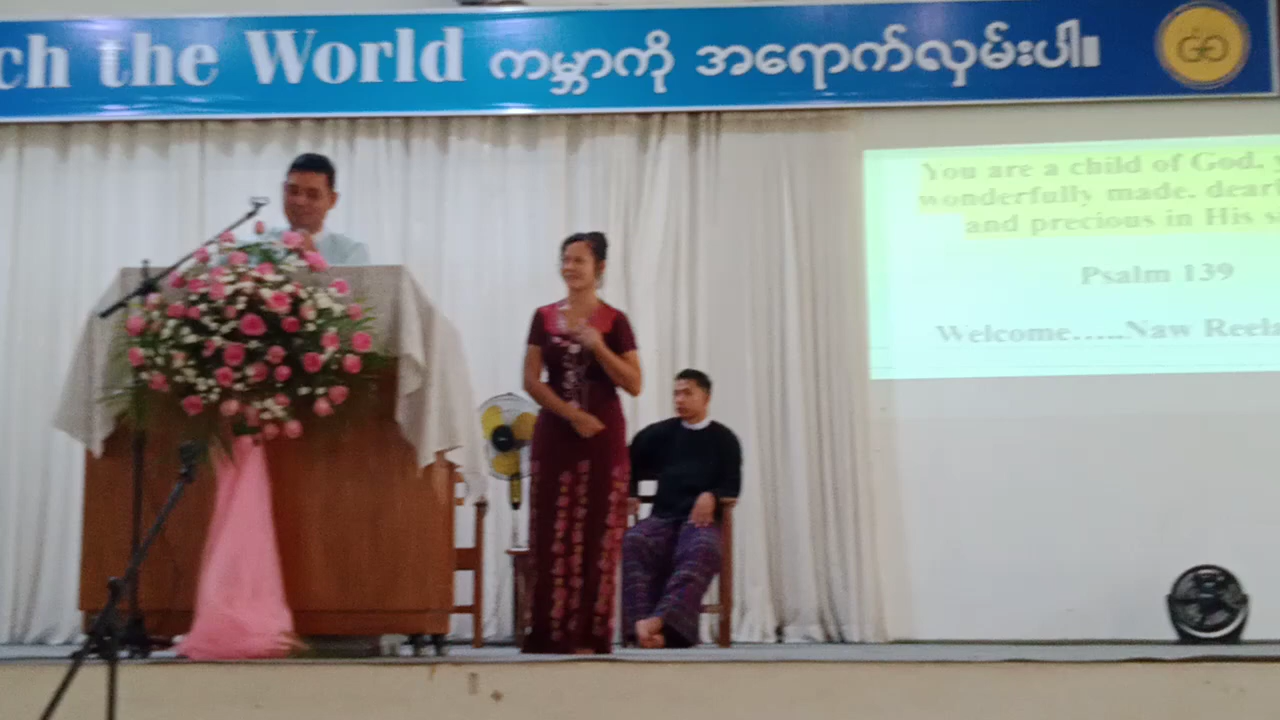 ch the World ကမ္ဘာကို အရောက်လှမ်းပါ။
You are a child of God,
wonderfully made, dear
and precious in His s
Psalm 139
Welcome.....Naw Reela